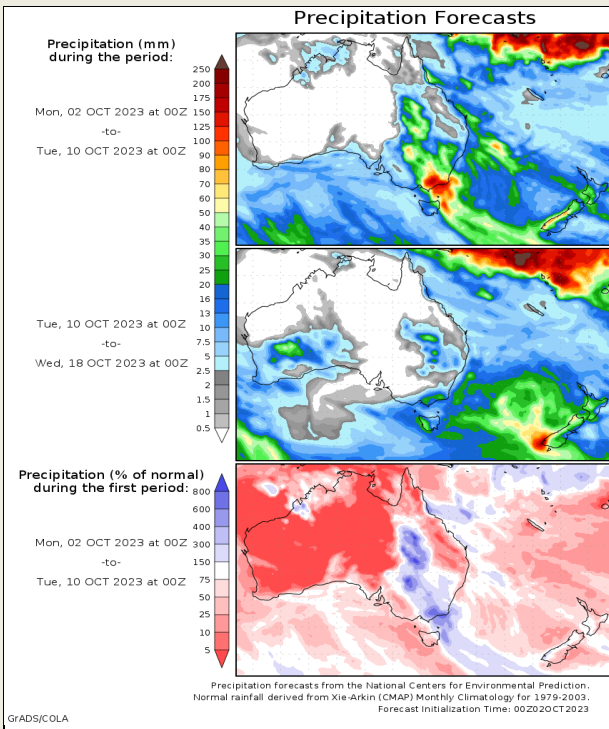 Precipitation Forecasts
Precipitation (mm)
during the period:
Mon, 02 OCT 2023 at 00Z
-to-
Tue, 10 OCT 2023 at 00Z
250
200
175
150
125
100
90
80
70
60
50
40
35
30
25
20
16
13
10
7.5
5
2.5
2
1.5
1
0.5
Tue, 10 OCT 2023 at 00Z
-to-
Wed, 18 OCT 2023 at 00Z
Precipitation (% of normal)
during the first period:
Mon, 02 OCT 2023 at 00Z
-to-
Tue, 10 OCT 2023 at 00Z
800
600
400
300
150
75
50
25
10
5
Precipitation forecasts from the National Centers for Environmental Prediction.
Normal rainfall derived from Xie-Arkin (CMAP) Monthly Climatology for 1979-2003.
Forecast Initialization Time: 00Z02OCT2023
GrADS/COLA